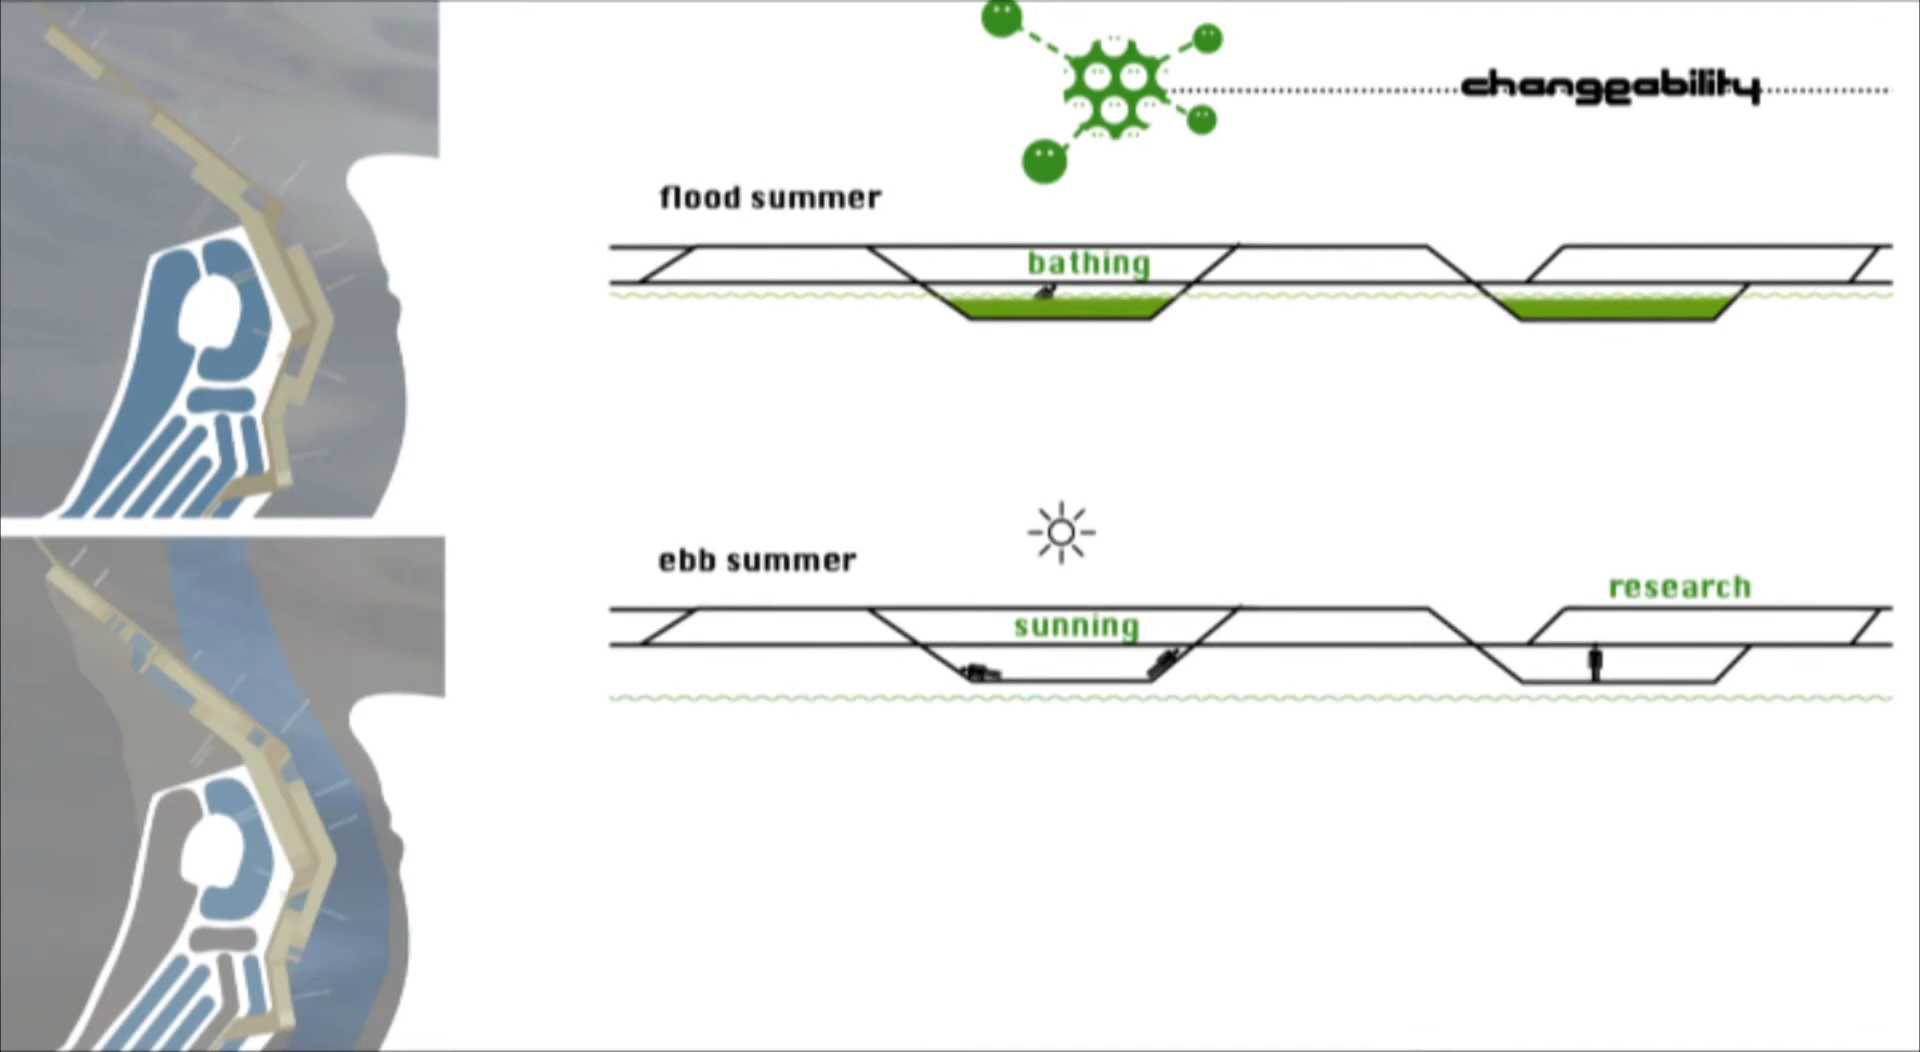 changeability
flood summer
bathing
ebb summer
research
sunning